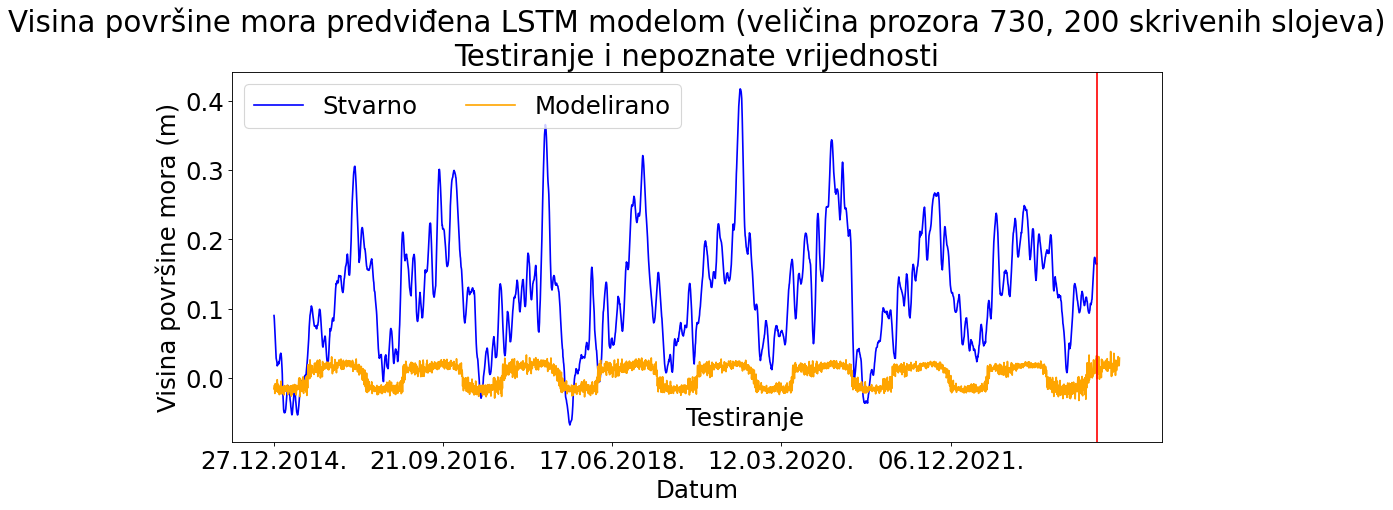 Visina površine mora predviđena LSTM modelom (veličina prozora 730, 200 skrivenih slojeva)
Testiranje i nepoznate vrijednosti
Stvarno Modelirano
Visina površine mora (m)
0.4
0.3
0.2
0.1
0.0
Testiranje
27.12.2014. 21.09.2016. 17.06.2018. 12.03.2020. 06.12.2021.
Datum